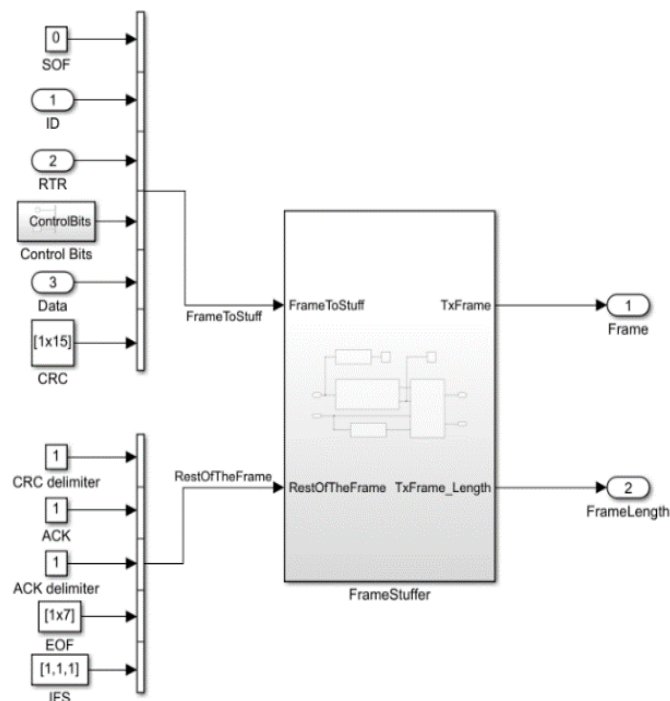 0
SOF
1
ID
2
RTR
ControlBits
Control Bits
3
Data
[1x15]
CRC
FrameToStuff
1
CRC delimiter
1
ACK
1
ACK delimiter
[1x7]
EOF
[1,1,1]
IFS
RestOfTheFrame
FrameToStuff
TxFrame
RestOfTheFrame
TxFrame_Length
FrameStuffer
1
Frame
2
FrameLength